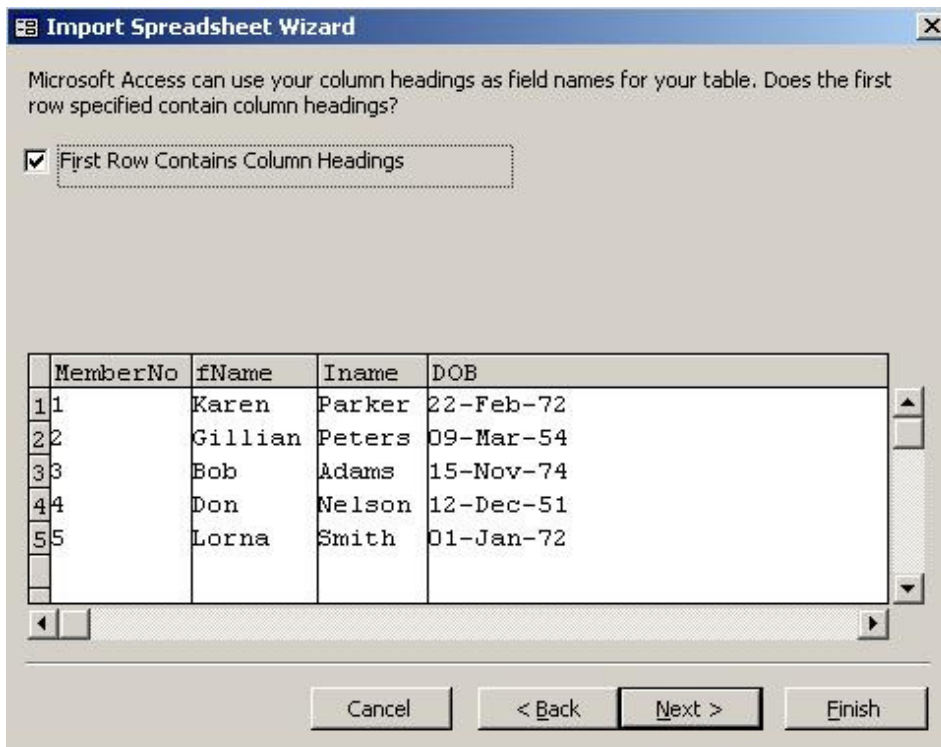 Import Spreadsheet Wizard
Microsoft Access can use your column headings as field names for your table. Does the first
row specified contain column headings?
First Row Contains Column Headings
MemberNo fName Iname DOB
1 1 Karen Parker 22-Feb-72
2 2 Gillian Peters 09-Mar-54
3 3 Bob Adams 15-Nov-74
4 4 Don Nelson 12-Dec-51
5 5 Lorna Smith 01-Jan-72
Cancel < Back Next > Finish